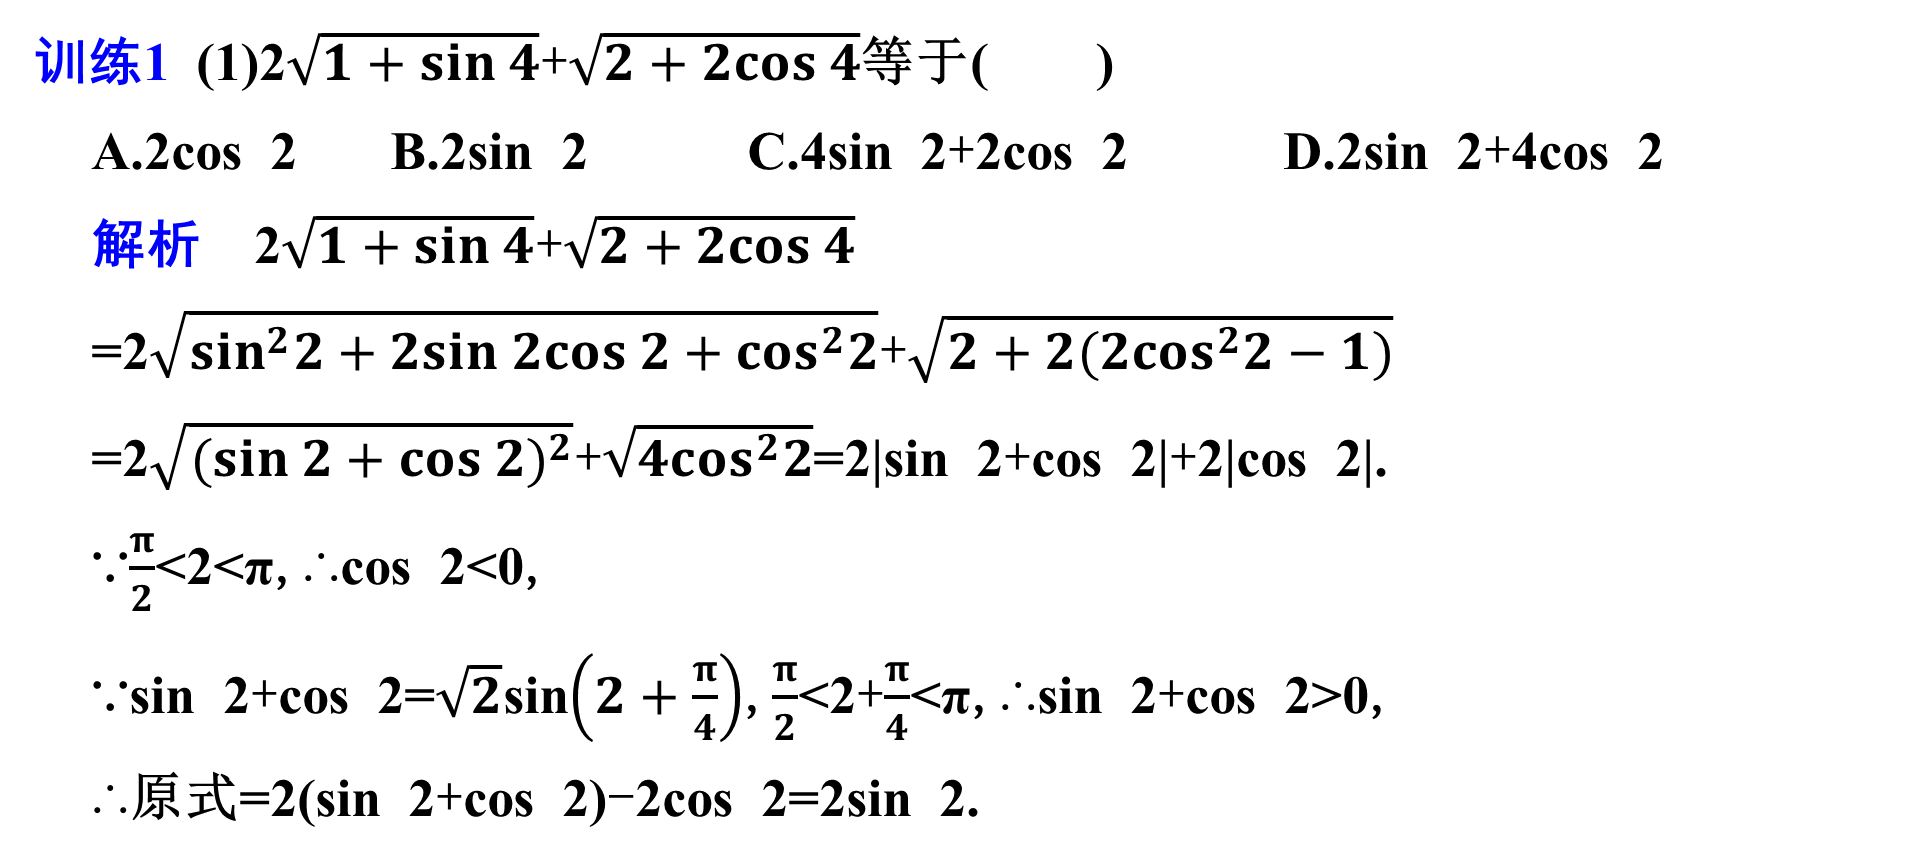 训练1 (1)2√(1+sin 4)+√(2+2cos 4)等于(  )
A.2cos 2 B.2sin 2 C.4sin 2+2cos 2 D.2sin 2+4cos 2
解析 2√(1+sin 4)+√(2+2cos 4)
=2√(sin²2+2sin 2cos 2+cos²2)+√(2+2(2cos²2−1))
=2√((sin 2+cos 2)²)+√(4cos²2)=2|sin 2+cos 2|+2|cos 2|.
∵π/2<2<π, ∴cos 2<0,
∵sin 2+cos 2=√2sin(2+π/4), π/2<2+π/4<π, ∴sin 2+cos 2>0,
∴原式=2(sin 2+cos 2)−2cos 2=2sin 2.